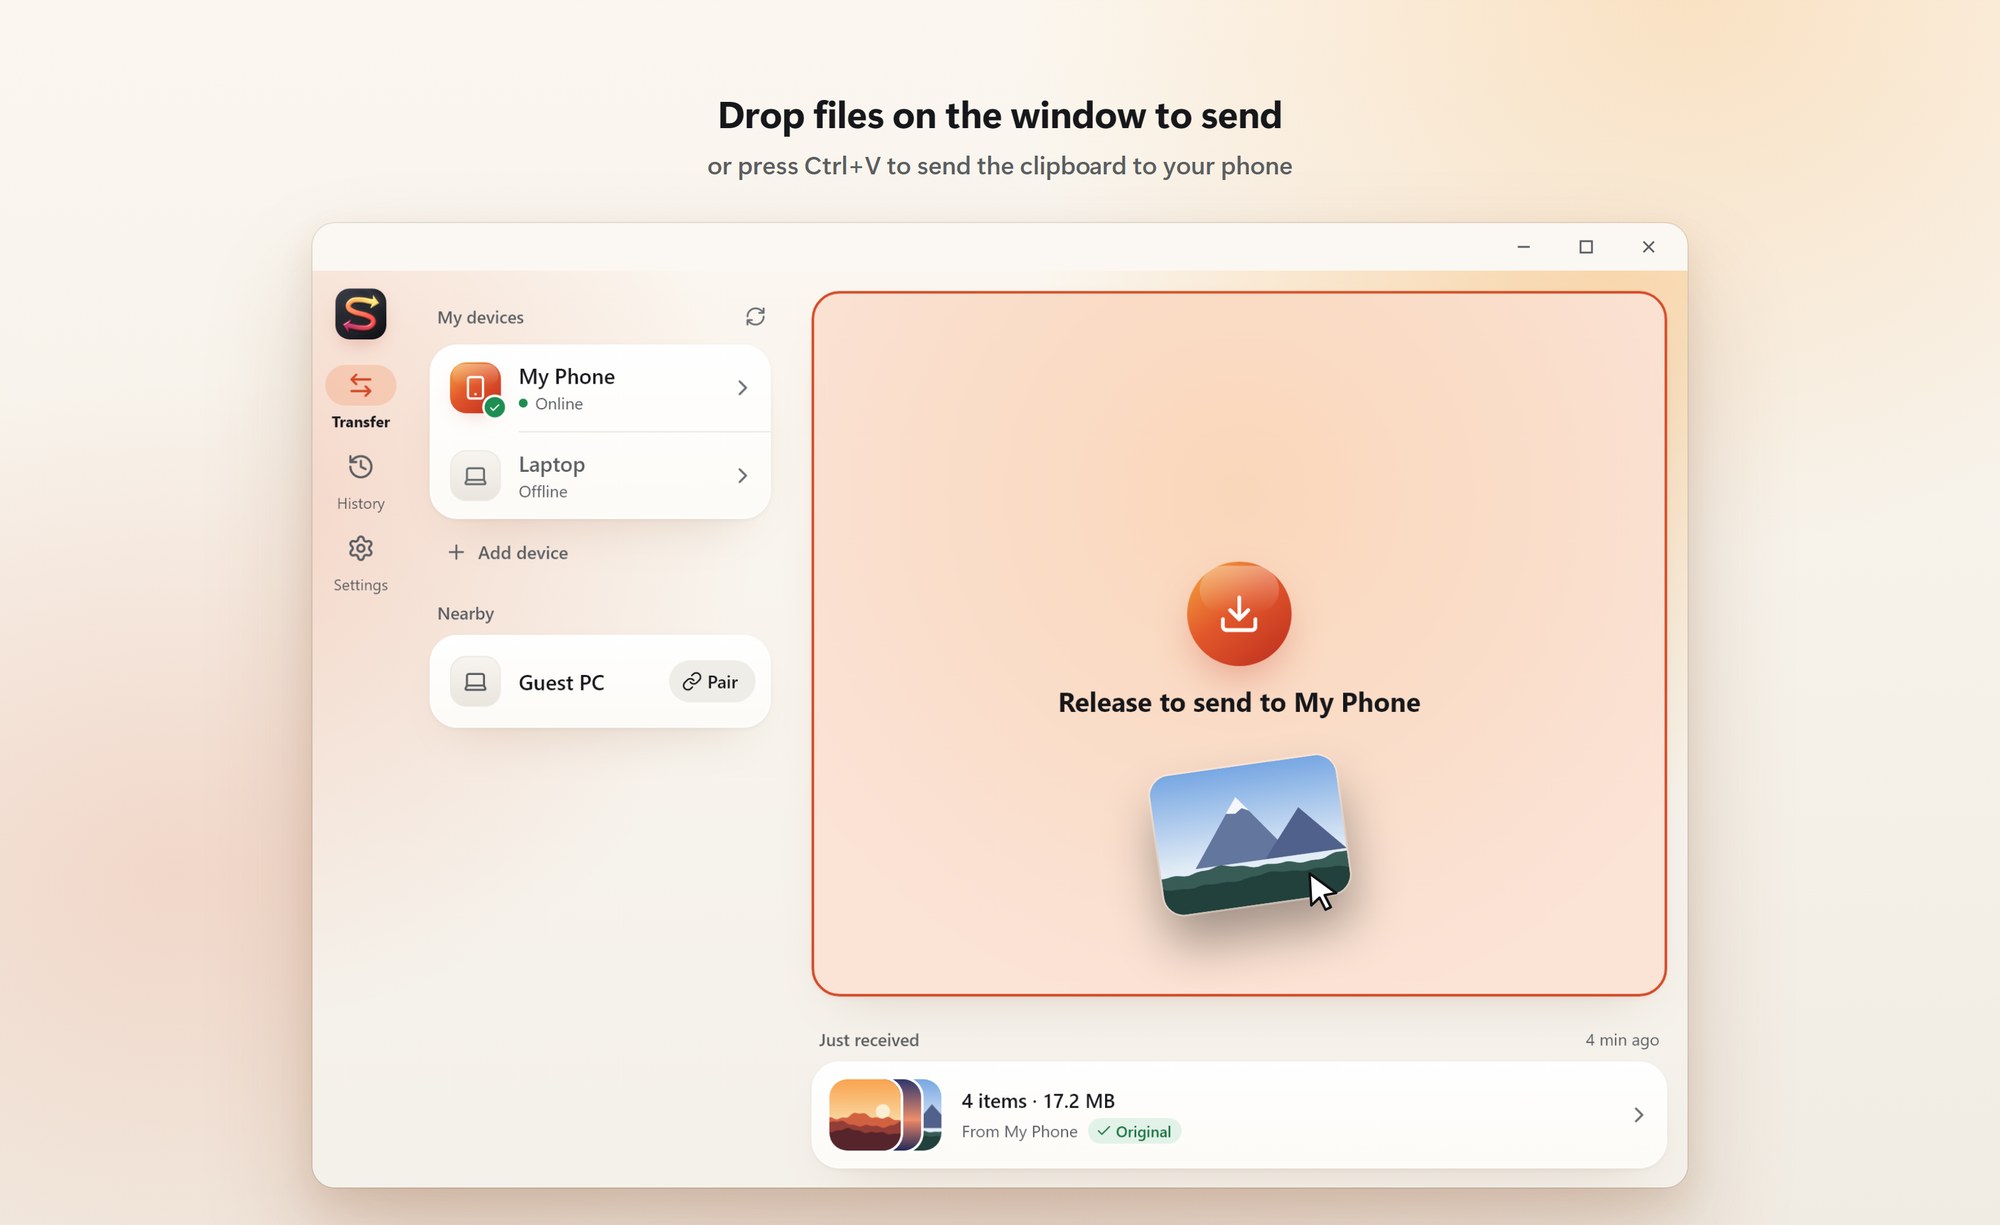 Drop files on the window to send
or press Ctrl+V to send the clipboard to your phone
Transfer
History
Settings
My devices
My Phone
Online
Laptop
Offline
Add device
Nearby
Guest PC
Pair
Release to send to My Phone
Just received
4 min ago
4 items · 17.2 MB
From My Phone
Original